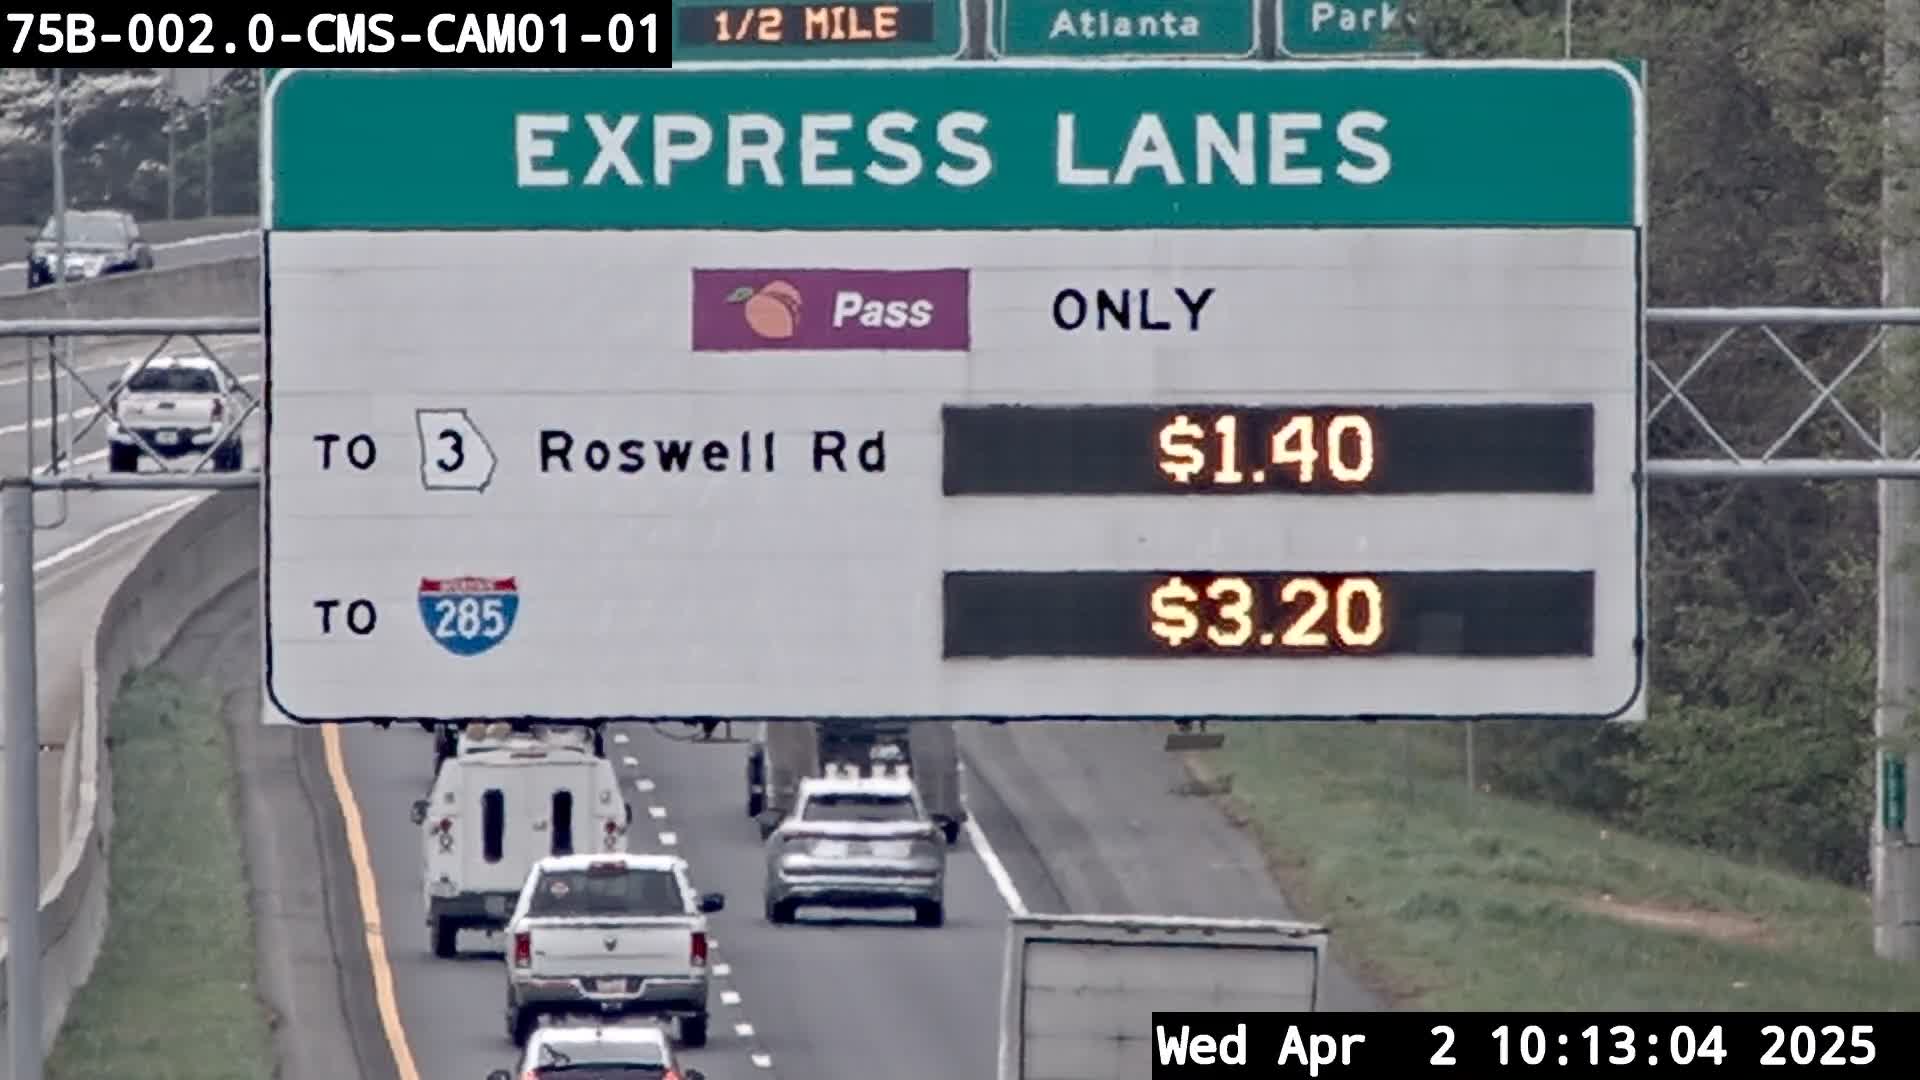 75B-002.0-CMS-CAM01-01
1/2 MILE
Atlanta
Park
EXPRESS LANES
Pass ONLY
TO 3 Roswell Rd $1.40
TO 285 $3.20
Wed Apr 2 10:13:04 2025